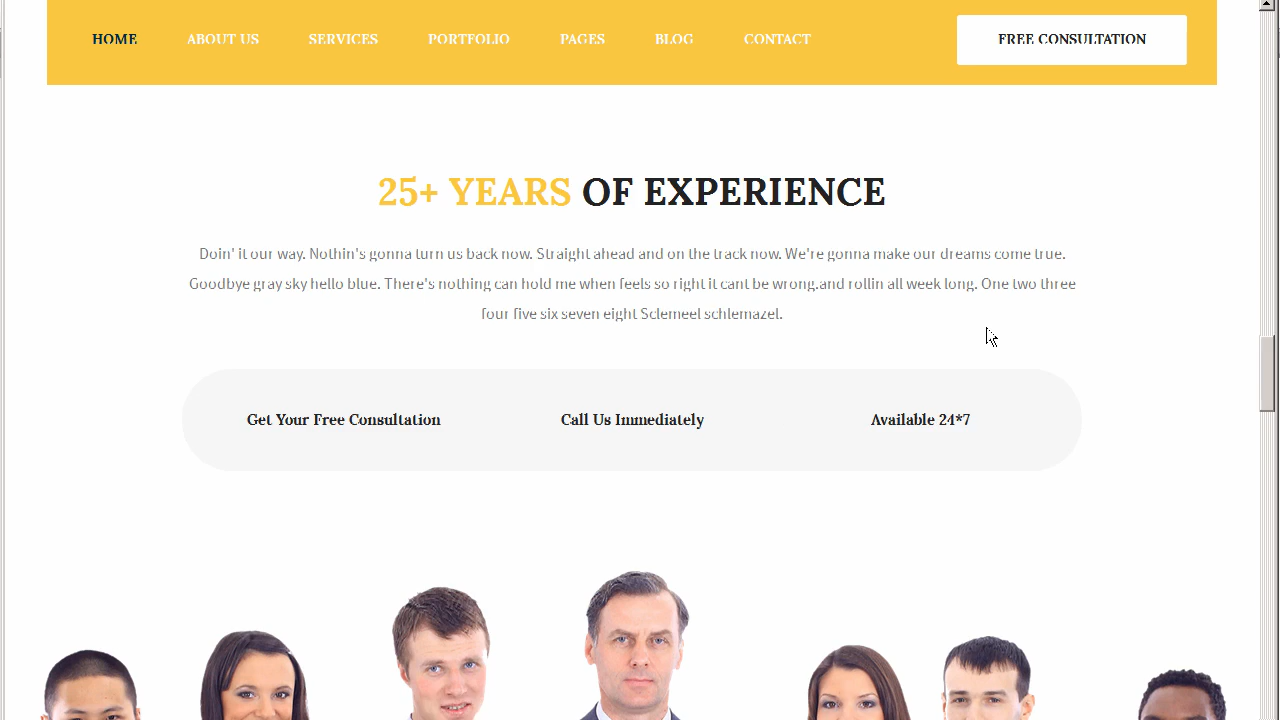 HOME ABOUT US SERVICES PORTFOLIO PAGES BLOG CONTACT FREE CONSULTATION
25+ YEARS OF EXPERIENCE
Doin' it our way. Nothin's gonna turn us back now. Straight ahead and on the track now. We're gonna make our dreams come true.
Goodbye gray sky hello blue. There's nothing can hold me when feels so right it cant be wrong.and rollin all week long. One two three
four five six seven eight Sclemeel schlemazel.
Get Your Free Consultation Call Us Immediately Available 24*7